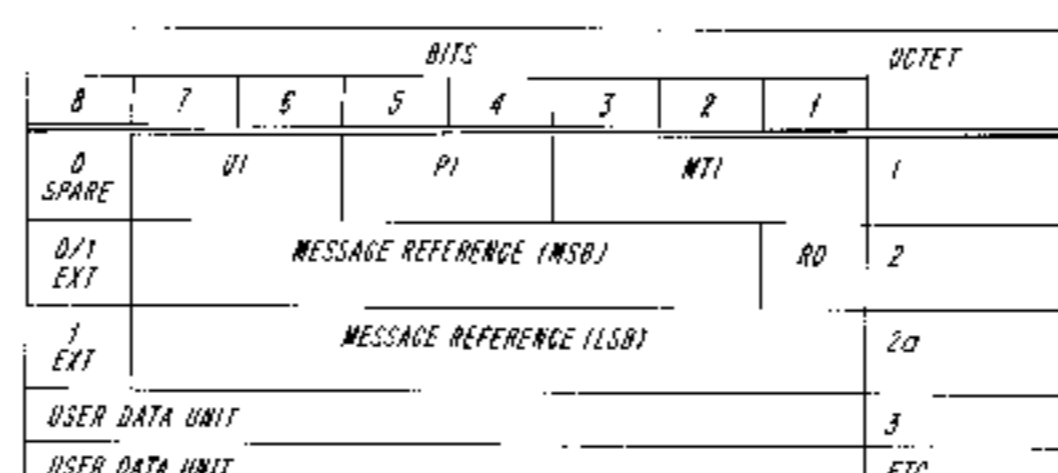 BITS OCTET
8 7 6 5 4 3 2 1
0 UI PI MTI 1
SPARE
0/1 MESSAGE REFERENCE (MSB) RO 2
EXT
1 MESSAGE REFERENCE (LSB) 2a
EXT
USER DATA UNIT 3
USER DATA UNIT ETC